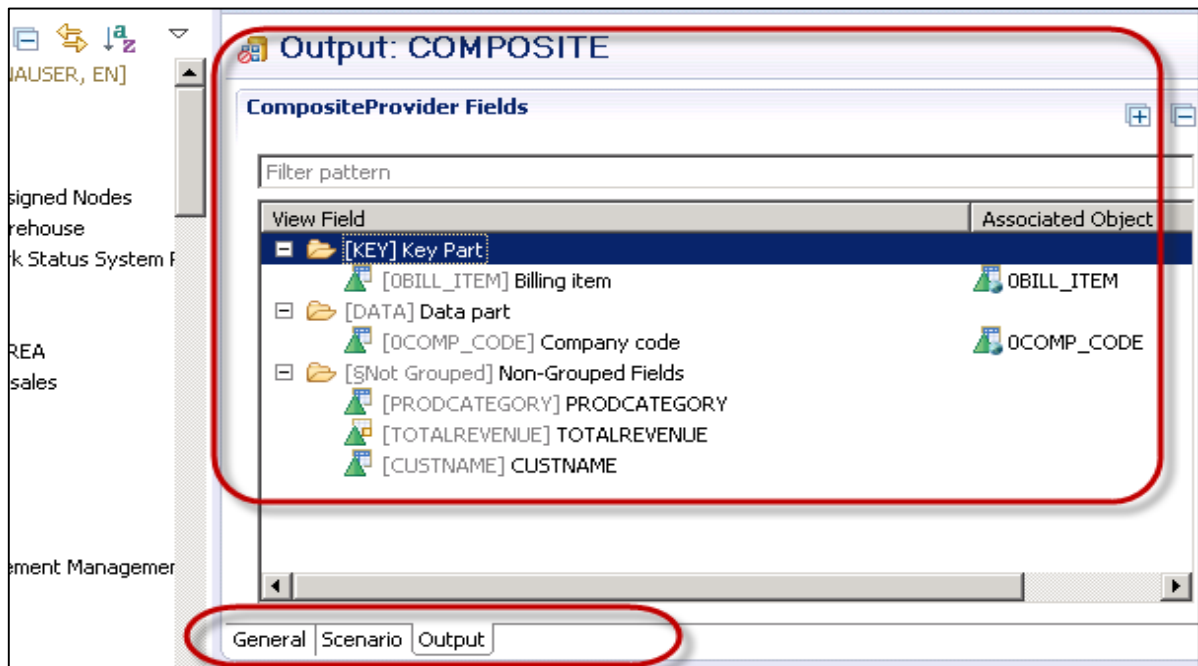 NAUSER, EN]
signed Nodes
rehouse
rk Status System
REA
sales
ement Managemer
Output: COMPOSITE
CompositeProvider Fields
Filter pattern
View Field Associated Object
[KEY] Key Part
[0BILL_ITEM] Billing item 0BILL_ITEM
[DATA] Data part
[0COMP_CODE] Company code 0COMP_CODE
[§Not Grouped] Non-Grouped Fields
[PRODCATEGORY] PRODCATEGORY
[TOTALREVENUE] TOTALREVENUE
[CUSTNAME] CUSTNAME
General Scenario Output